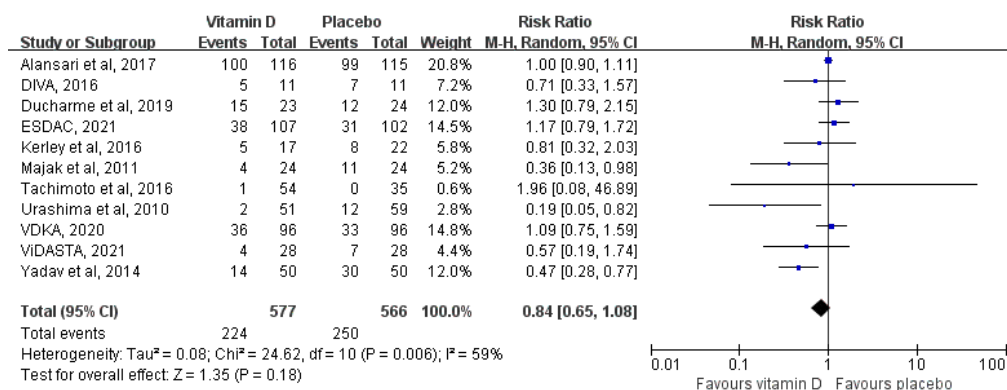 Vitamin D Placebo Risk Ratio Risk Ratio
Study or Subgroup Events Total Events Total Weight M-H, Random, 95% CI M-H, Random, 95% CI
Alansari et al, 2017 100 116 99 115 20.8% 1.00 [0.90, 1.11]
DIVA, 2016 5 11 7 11 7.2% 0.71 [0.33, 1.57]
Ducharme et al, 2019 15 23 12 24 12.0% 1.30 [0.79, 2.15]
ESDAC, 2021 38 107 31 102 14.5% 1.17 [0.79, 1.72]
Kerley et al, 2016 5 17 8 22 5.8% 0.81 [0.32, 2.03]
Majak et al, 2011 4 24 11 24 5.1% 0.36 [0.13, 0.98]
Tachimoto et al, 2016 1 54 0 35 0.6% 1.96 [0.08, 46.89]
Urashima et al, 2010 2 51 12 59 2.8% 0.19 [0.05, 0.82]
VDKA, 2020 36 96 33 96 14.8% 1.09 [0.75, 1.59]
ViDASTA, 2021 4 28 7 28 4.4% 0.57 [0.19, 1.74]
Yadav et al, 2014 14 50 30 50 12.0% 0.47 [0.28, 0.77]
Total (95% CI) 577 566 100.0% 0.84 [0.65, 1.08]
Total events 224 250
Heterogeneity: Tau² = 0.08; Chi² = 24.62, df = 10 (P = 0.006); I² = 59%
Test for overall effect: Z = 1.35 (P = 0.18)
0.01 0.1 1 10 100
Favours vitamin D Favours placebo